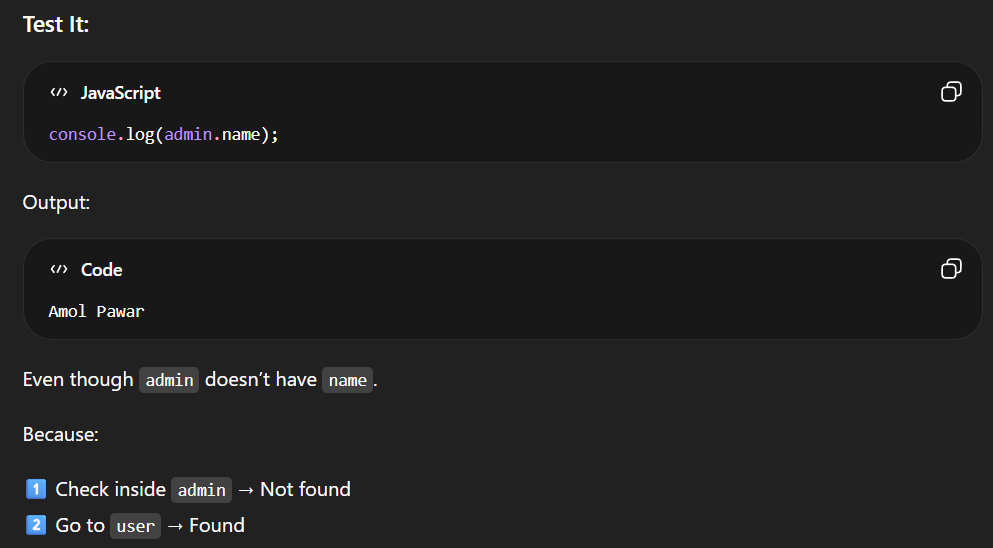 Test It:
JavaScript
console.log(admin.name);
Output:
Code
Amol Pawar
Even though admin doesn’t have name.
Because:
1️⃣ Check inside admin → Not found
2️⃣ Go to user → Found